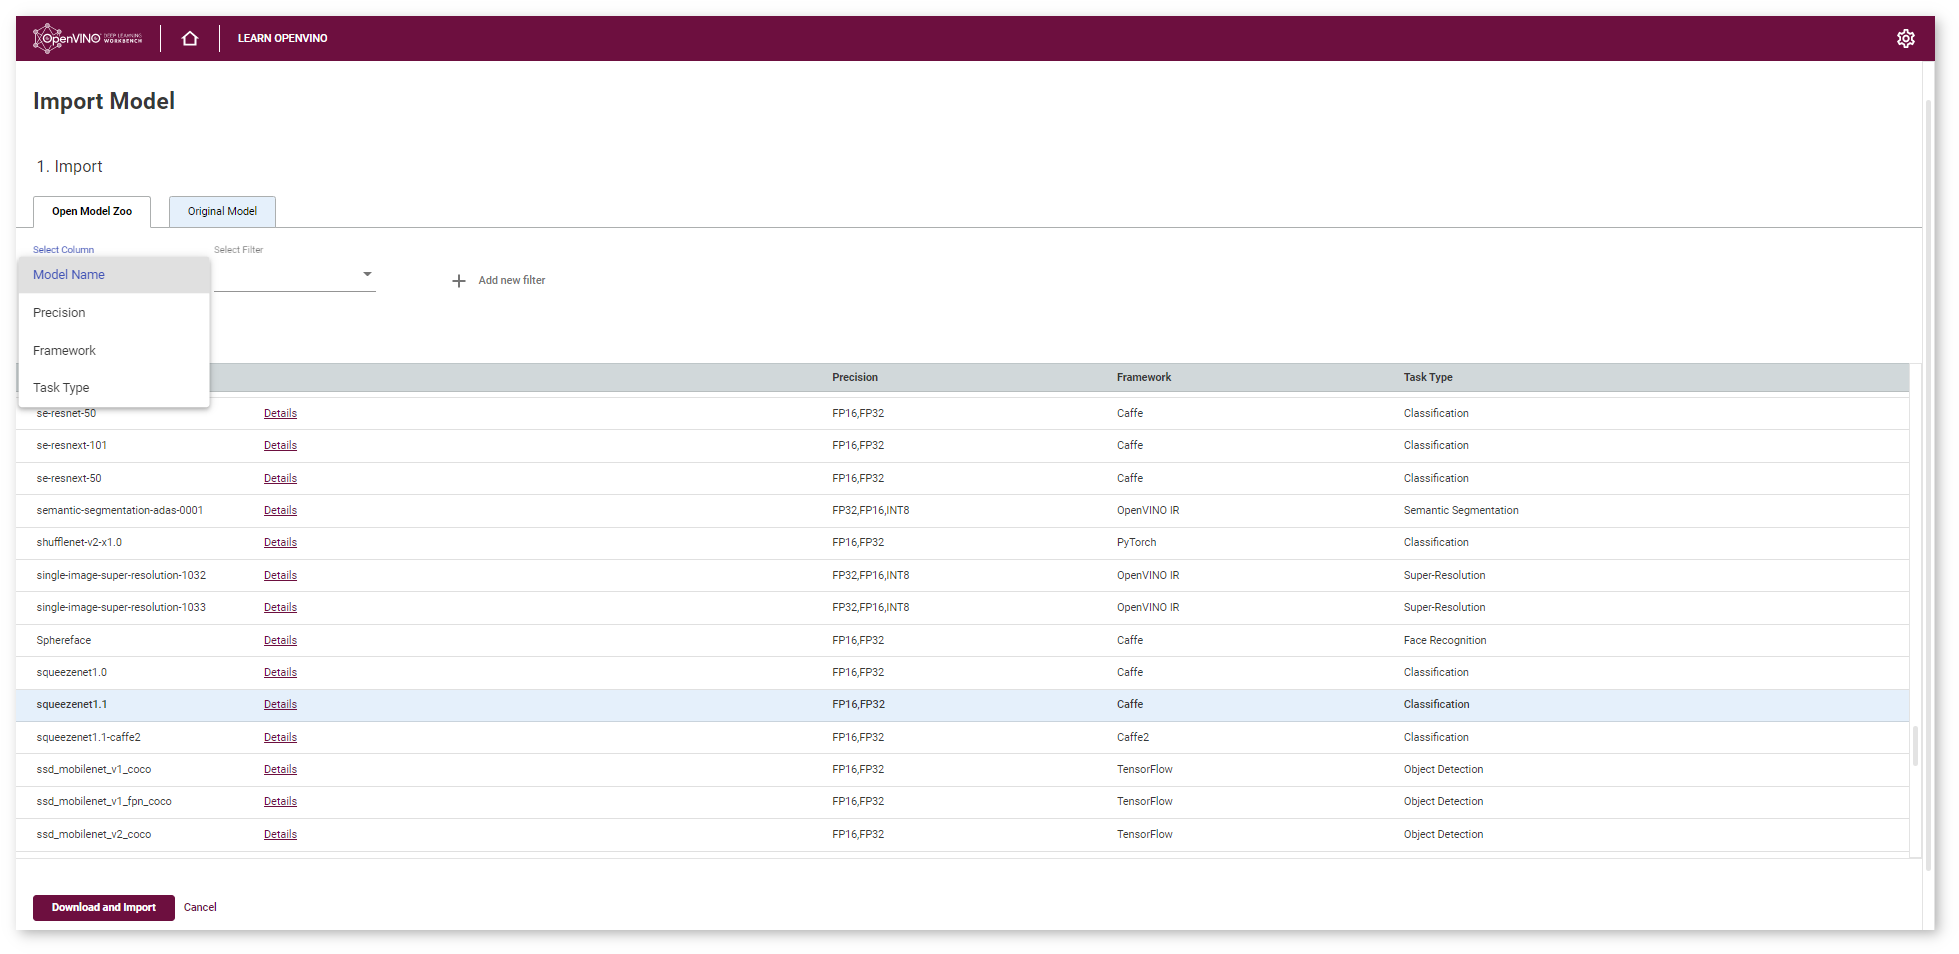 OpenVINO DEEP LEARNING WORKBENCH LEARN OPENVINO
Import Model
1. Import
Open Model Zoo Original Model
Select Column Select Filter
Model Name
Add new filter
Precision
Framework
Task Type
Precision Framework Task Type
se-resnet-50 Details FP16,FP32 Caffe Classification
se-resnext-101 Details FP16,FP32 Caffe Classification
se-resnext-50 Details FP16,FP32 Caffe Classification
semantic-segmentation-adas-0001 Details FP32,FP16,INT8 OpenVINO IR Semantic Segmentation
shufflenet-v2-x1.0 Details FP16,FP32 PyTorch Classification
single-image-super-resolution-1032 Details FP32,FP16,INT8 OpenVINO IR Super-Resolution
single-image-super-resolution-1033 Details FP32,FP16,INT8 OpenVINO IR Super-Resolution
Sphereface Details FP16,FP32 Caffe Face Recognition
squeezenet1.0 Details FP16,FP32 Caffe Classification
squeezenet1.1 Details FP16,FP32 Caffe Classification
squeezenet1.1-caffe2 Details FP16,FP32 Caffe2 Classification
ssd_mobilenet_v1_coco Details FP16,FP32 TensorFlow Object Detection
ssd_mobilenet_v1_fpn_coco Details FP16,FP32 TensorFlow Object Detection
ssd_mobilenet_v2_coco Details FP16,FP32 TensorFlow Object Detection
Download and Import Cancel